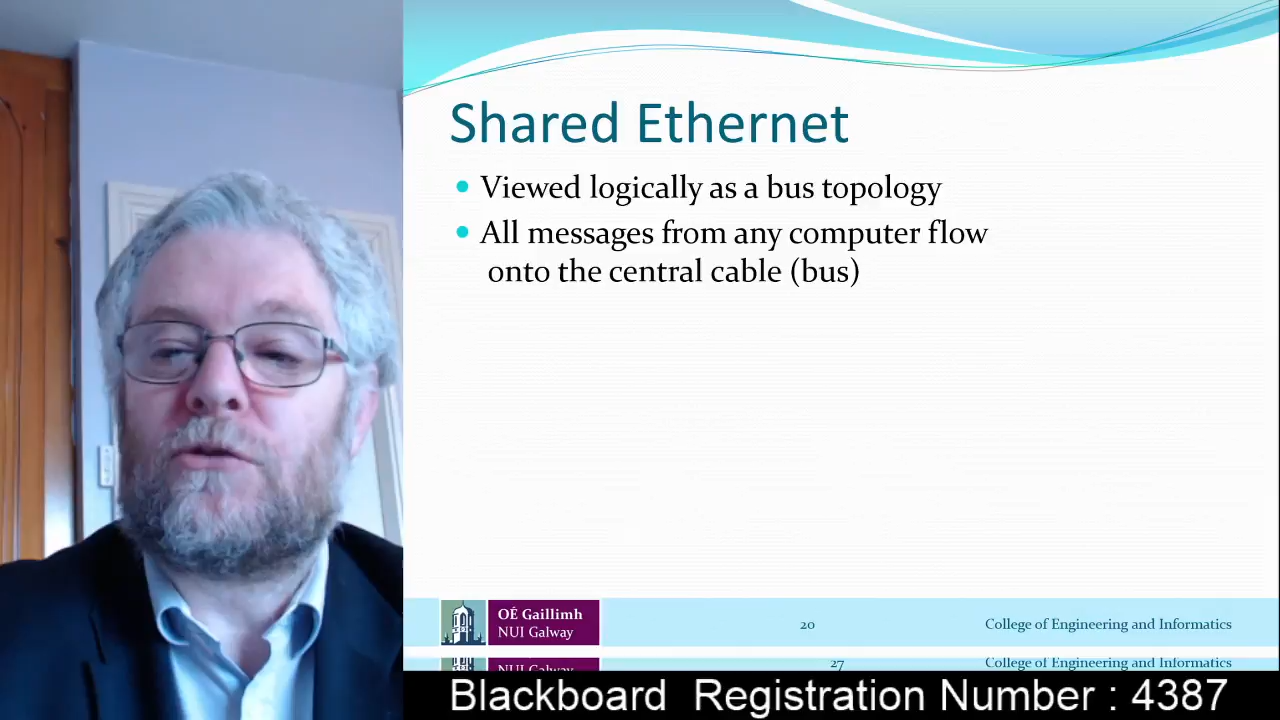 Shared Ethernet
Viewed logically as a bus topology
All messages from any computer flow
onto the central cable (bus)
OÉ Gaillimh
NUI Galway
20
College of Engineering and Informatics
NUI Galway
27
College of Engineering and Informatics
Blackboard Registration Number : 4387